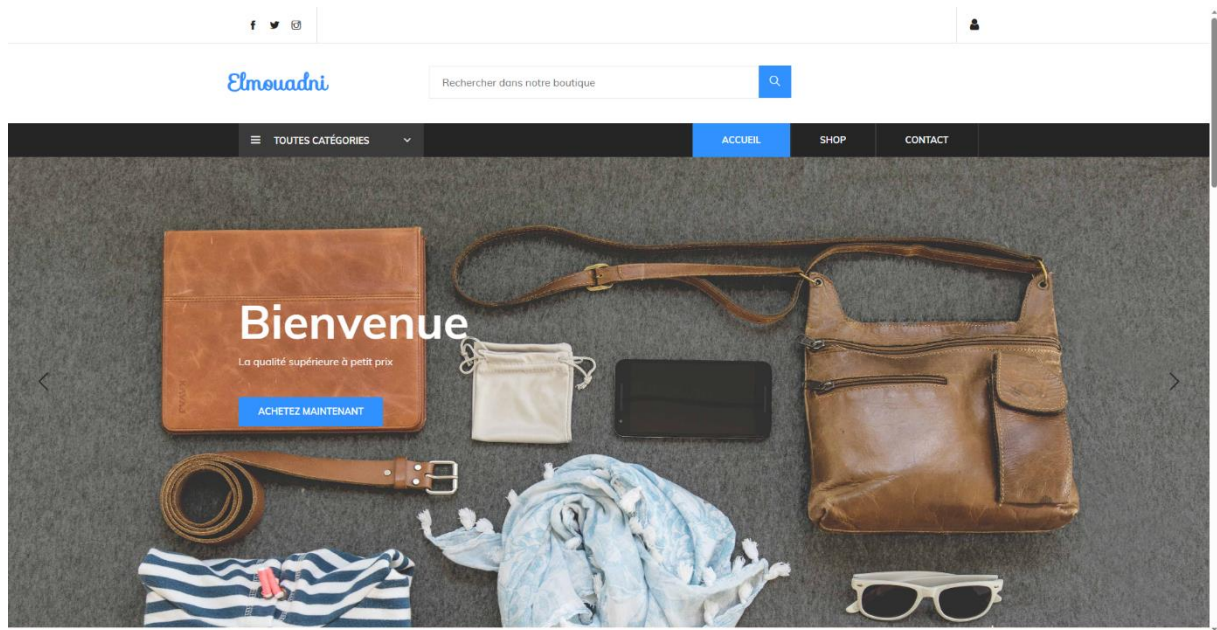 Elmouadni
Rechercher dans notre boutique
TOUTES CATÉGORIES
ACCUEIL
SHOP
CONTACT
Bienvenue
La qualité supérieure à petit prix
ACHETEZ MAINTENANT